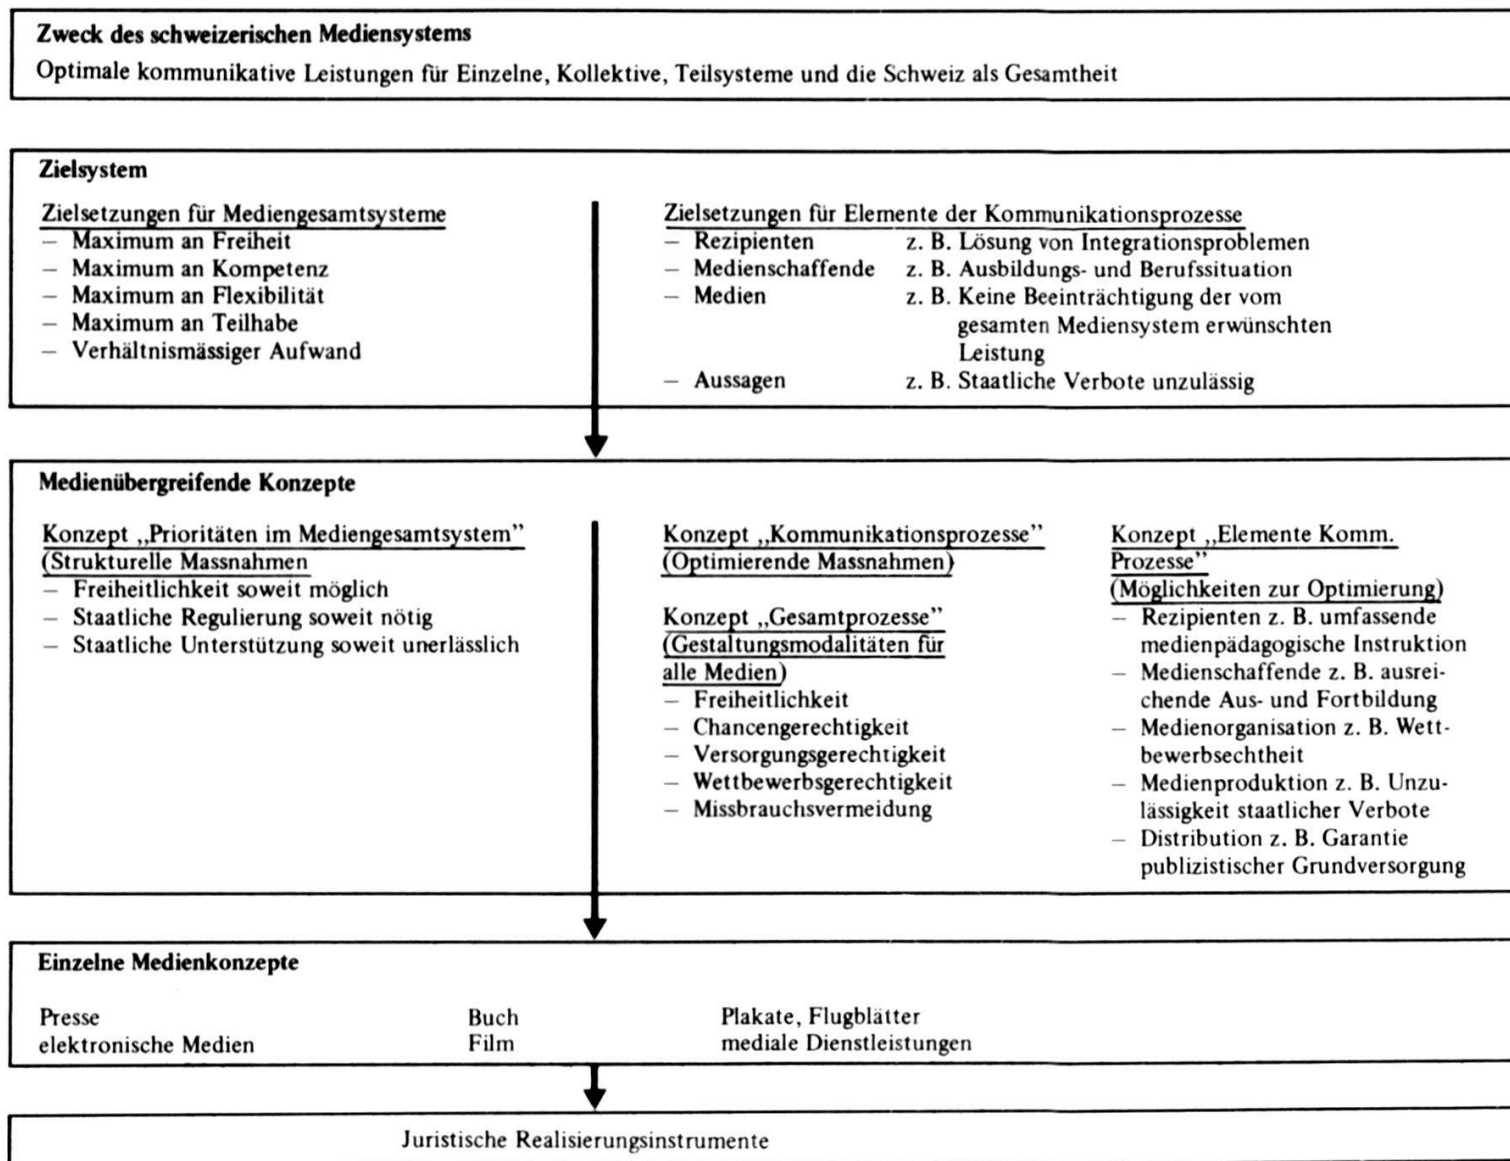 Zweck des schweizerischen Mediensystems
Optimale kommunikative Leistungen für Einzelne, Kollektive, Teilsysteme und die Schweiz als Gesamtheit
Zielsystem
Zielsetzungen für Mediengesamtsysteme
– Maximum an Freiheit
– Maximum an Kompetenz
– Maximum an Flexibilität
– Maximum an Teilhabe
– Verhältnismässiger Aufwand
Zielsetzungen für Elemente der Kommunikationsprozesse
– Rezipienten z. B. Lösung von Integrationsproblemen
– Medienschaffende z. B. Ausbildungs- und Berufssituation
– Medien z. B. Keine Beeinträchtigung der vom
gesamten Mediensystem erwünschten
Leistung
– Aussagen z. B. Staatliche Verbote unzulässig
Medienübergreifende Konzepte
Konzept „Prioritäten im Mediengesamtsystem”
(Strukturelle Massnahmen
– Freiheitlichkeit soweit möglich
– Staatliche Regulierung soweit nötig
– Staatliche Unterstützung soweit unerlässlich
Konzept „Kommunikationsprozesse”
(Optimierende Massnahmen)
Konzept „Gesamtprozesse”
(Gestaltungsmodalitäten für
alle Medien)
– Freiheitlichkeit
– Chancengerechtigkeit
– Versorgungsgerechtigkeit
– Wettbewerbsgerechtigkeit
– Missbrauchsvermeidung
Konzept „Elemente Komm.
Prozesse”
(Möglichkeiten zur Optimierung)
– Rezipienten z. B. umfassende
medienpädagogische Instruktion
– Medienschaffende z. B. ausrei-
chende Aus- und Fortbildung
– Medienorganisation z. B. Wett-
bewerbsechtheit
– Medienproduktion z. B. Unzu-
lässigkeit staatlicher Verbote
– Distribution z. B. Garantie
publizistischer Grundversorgung
Einzelne Medienkonzepte
Presse Buch Plakate, Flugblätter
elektronische Medien Film mediale Dienstleistungen
Juristische Realisierungsinstrumente